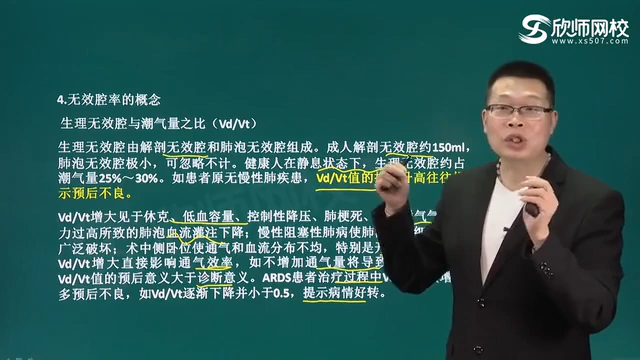 欣师网校
www.xs507.com
4.无效腔率的概念
生理无效腔与潮气量之比（Vd/Vt）
生理无效腔由解剖无效腔和肺泡无效腔组成。成人解剖无效腔约150ml，
肺泡无效腔极小，可忽略不计。健康人在静息状态下，生理无效腔约占
潮气量25%～30%。如患者原无慢性肺疾患，Vd/Vt值的 升高往往
示预后不良。
Vd/Vt增大见于休克、低血容量、控制性降压、肺梗死、 气
力过高所致的肺泡血流灌注下降；慢性阻塞性肺病使肺
广泛破坏；术中侧卧位使通气和血流分布不均，特别是开
Vd/Vt增大直接影响通气效率，如不增加通气量将导致
Vd/Vt值的预后意义大于诊断意义。ARDS患者治疗过程中V
多预后不良，如Vd/Vt逐渐下降并小于0.5，提示病情好转。